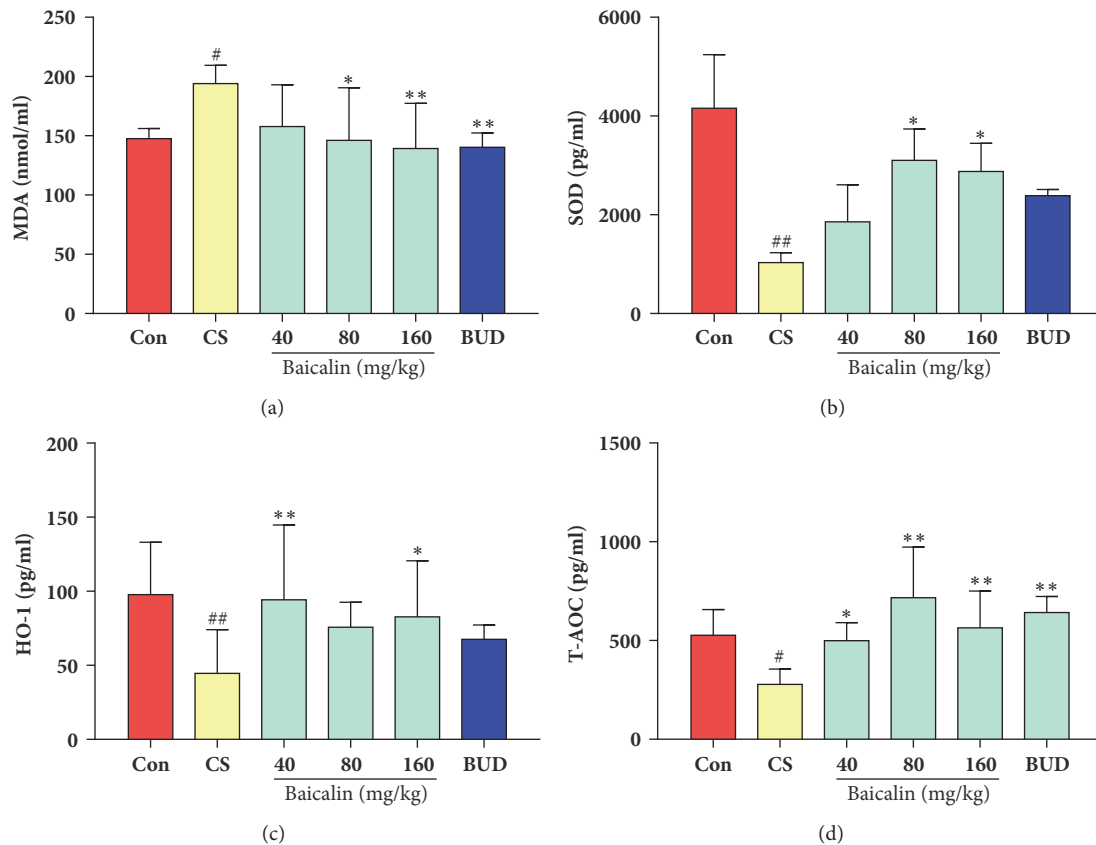 250
200
150
100
50
0
MDA (nmol/ml)
#
*
**
**
Con CS 40 80 160 BUD
Baicalin (mg/kg)
(a)
6000
4000
2000
0
SOD (pg/ml)
##
*
*
Con CS 40 80 160 BUD
Baicalin (mg/kg)
(b)
200
150
100
50
0
HO-1 (pg/ml)
##
**
*
Con CS 40 80 160 BUD
Baicalin (mg/kg)
(c)
1500
1000
500
0
T-AOC (pg/ml)
#
*
**
**
**
Con CS 40 80 160 BUD
Baicalin (mg/kg)
(d)